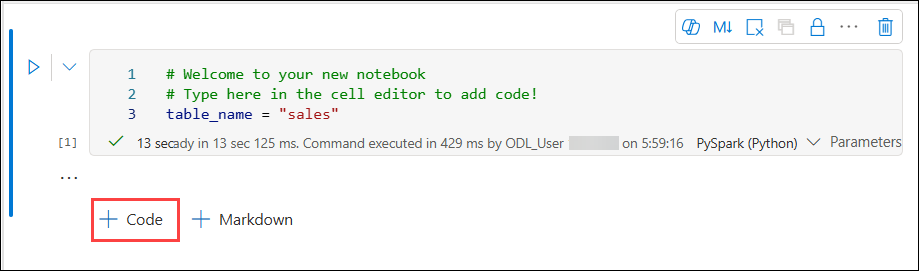 M↓ ...
1 # Welcome to your new notebook
2 # Type here in the cell editor to add code!
3 table_name = "sales"
[1] 13 secady in 13 sec 125 ms. Command executed in 429 ms by ODL_User on 5:59:16 PySpark (Python) Parameters
...
+ Code + Markdown